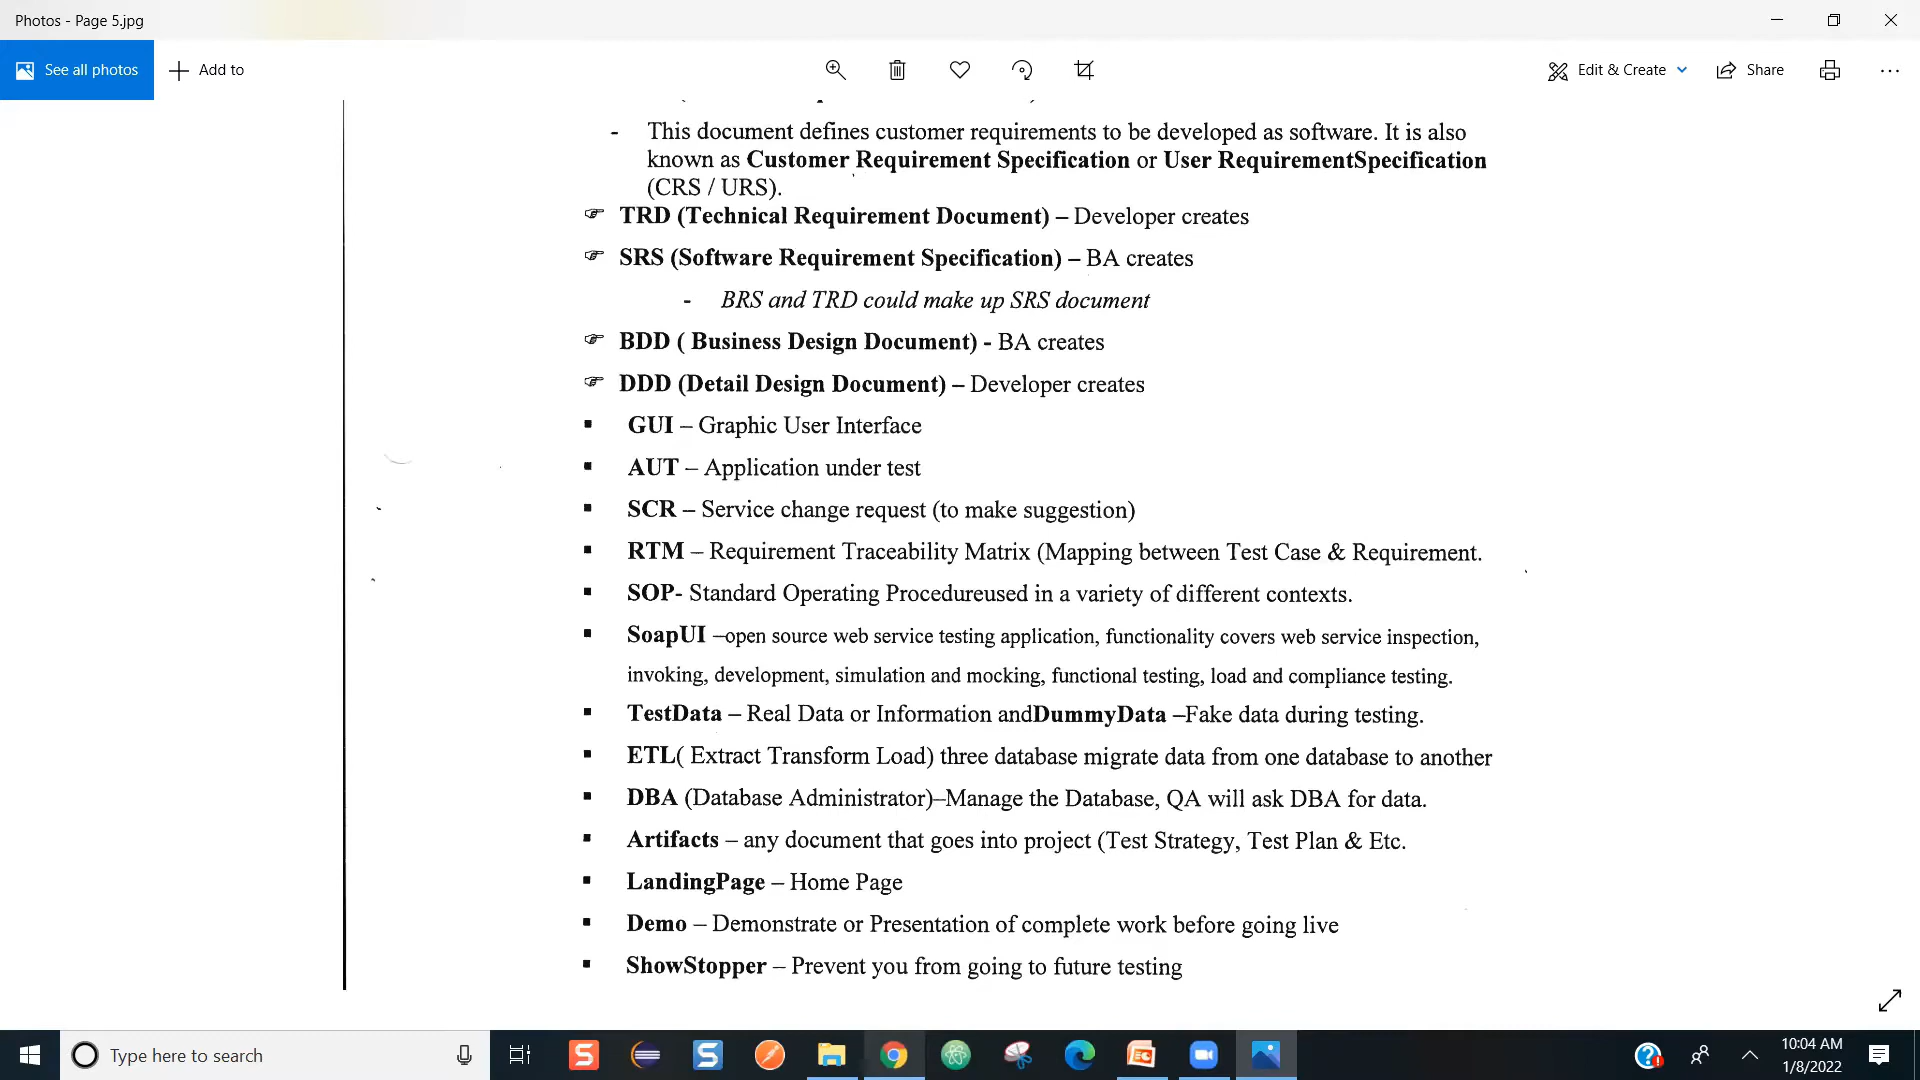 Photos - Page 5.jpg
See all photos
Add to
Edit & Create
Share
- This document defines customer requirements to be developed as software. It is also
known as Customer Requirement Specification or User RequirementSpecification
(CRS / URS).
☞ TRD (Technical Requirement Document) – Developer creates
☞ SRS (Software Requirement Specification) – BA creates
- BRS and TRD could make up SRS document
☞ BDD ( Business Design Document) - BA creates
☞ DDD (Detail Design Document) – Developer creates
▪ GUI – Graphic User Interface
▪ AUT – Application under test
▪ SCR – Service change request (to make suggestion)
▪ RTM – Requirement Traceability Matrix (Mapping between Test Case & Requirement.
▪ SOP- Standard Operating Procedureused in a variety of different contexts.
▪ SoapUI –open source web service testing application, functionality covers web service inspection,
invoking, development, simulation and mocking, functional testing, load and compliance testing.
▪ TestData – Real Data or Information andDummyData –Fake data during testing.
▪ ETL( Extract Transform Load) three database migrate data from one database to another
▪ DBA (Database Administrator)–Manage the Database, QA will ask DBA for data.
▪ Artifacts – any document that goes into project (Test Strategy, Test Plan & Etc.
▪ LandingPage – Home Page
▪ Demo – Demonstrate or Presentation of complete work before going live
▪ ShowStopper – Prevent you from going to future testing
Type here to search
10:04 AM
1/8/2022